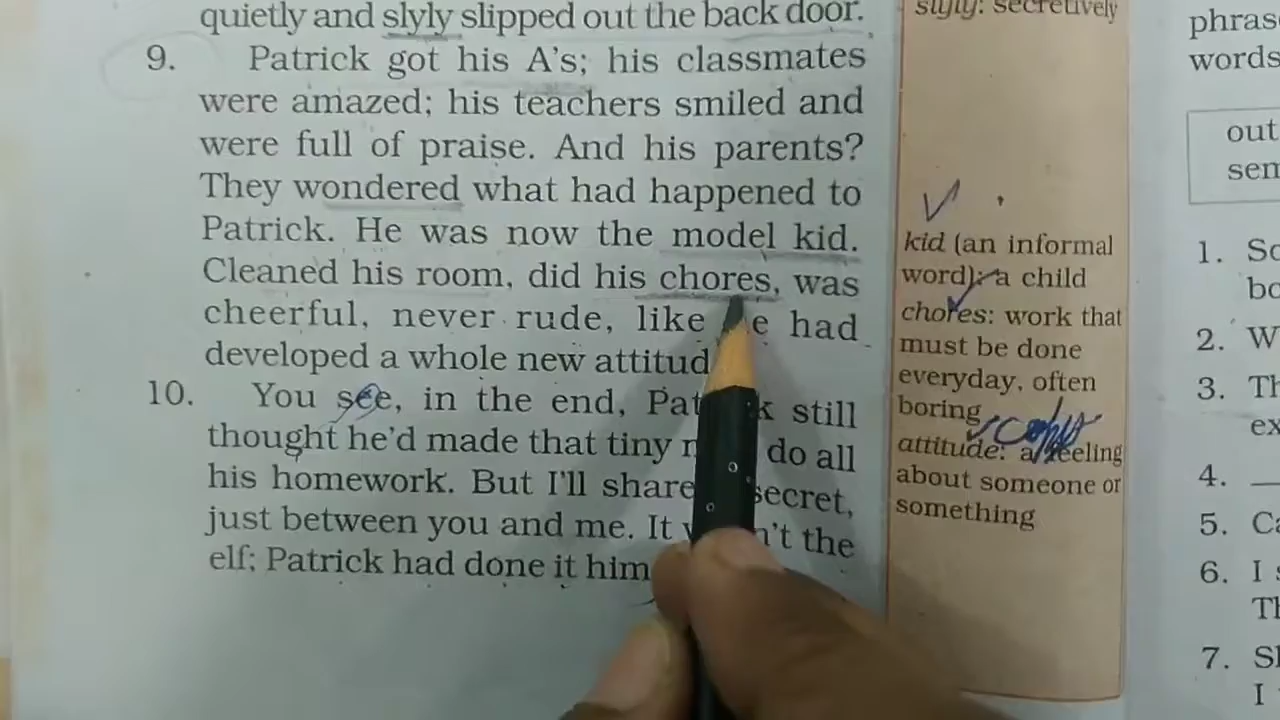 quietly and slyly slipped out the back door.
9. Patrick got his A's; his classmates
were amazed; his teachers smiled and
were full of praise. And his parents?
They wondered what had happened to
Patrick. He was now the model kid.
Cleaned his room, did his chores, was
cheerful, never rude, like he had
developed a whole new attitud
10. You see, in the end, Pat k still
thought he'd made that tiny do all
his homework. But I'll share secret,
just between you and me. It n't the
elf; Patrick had done it him
slyly: secretively
kid (an informal
word): a child
chores: work that
must be done
everyday, often
boring
attitude: a feeling
about someone or
something
phras
words
out
sen
1. So
bo
2. W
3. Th
ex
4.
5. Ca
6. I
Th
7. Sh
I